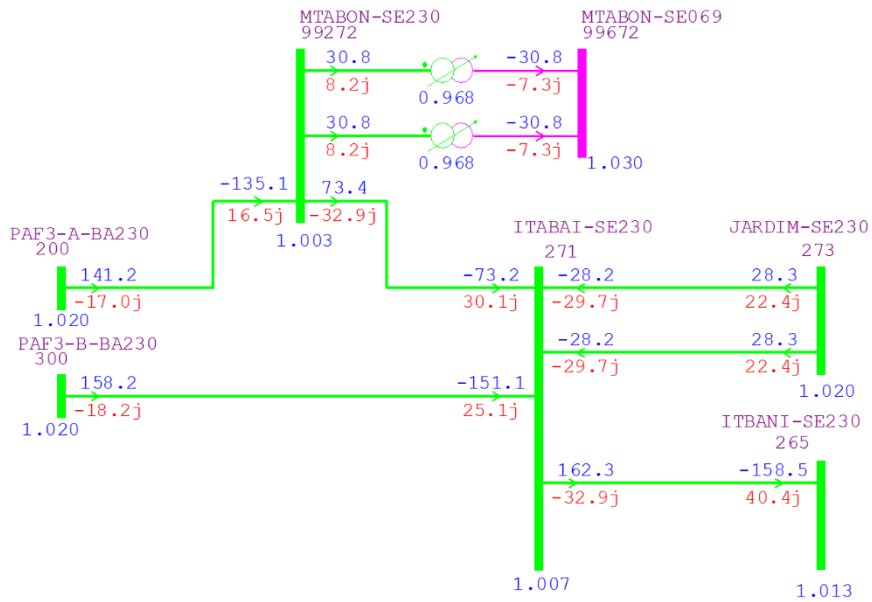 MTABON-SE230
99272
MTABON-SE069
99672
30.8
8.2j
0.968
-30.8
-7.3j
30.8
8.2j
0.968
-30.8
-7.3j
1.030
-135.1
16.5j
73.4
-32.9j
1.003
PAF3-A-BA230
200
141.2
-17.0j
1.020
ITABAI-SE230
271
JARDIM-SE230
273
-73.2
30.1j
-28.2
-29.7j
28.3
22.4j
-28.2
-29.7j
28.3
22.4j
1.020
PAF3-B-BA230
300
158.2
-18.2j
1.020
-151.1
25.1j
ITBANI-SE230
265
162.3
-32.9j
-158.5
40.4j
1.007
1.013